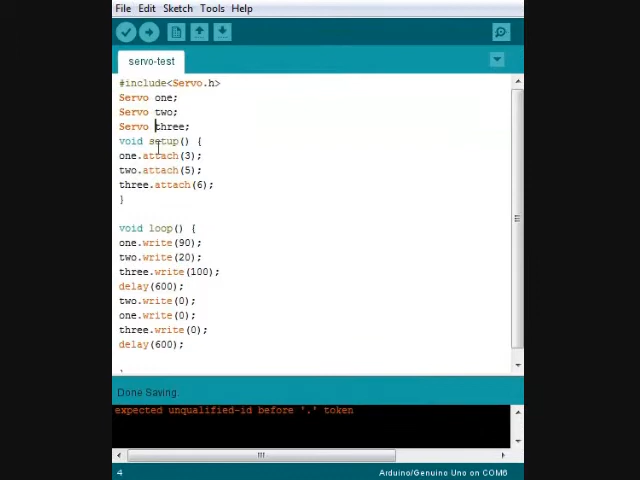 File Edit Sketch Tools Help
servo-test
#include<Servo.h>
Servo one;
Servo two;
Servo three;
void setup() {
one.attach(3);
two.attach(5);
three.attach(6);
}
void loop() {
one.write(90);
two.write(20);
three.write(100);
delay(600);
two.write(0);
one.write(0);
three.write(0);
delay(600);
Done Saving.
expected unqualified-id before '.' token
4 Arduino/Genuino Uno on COM6